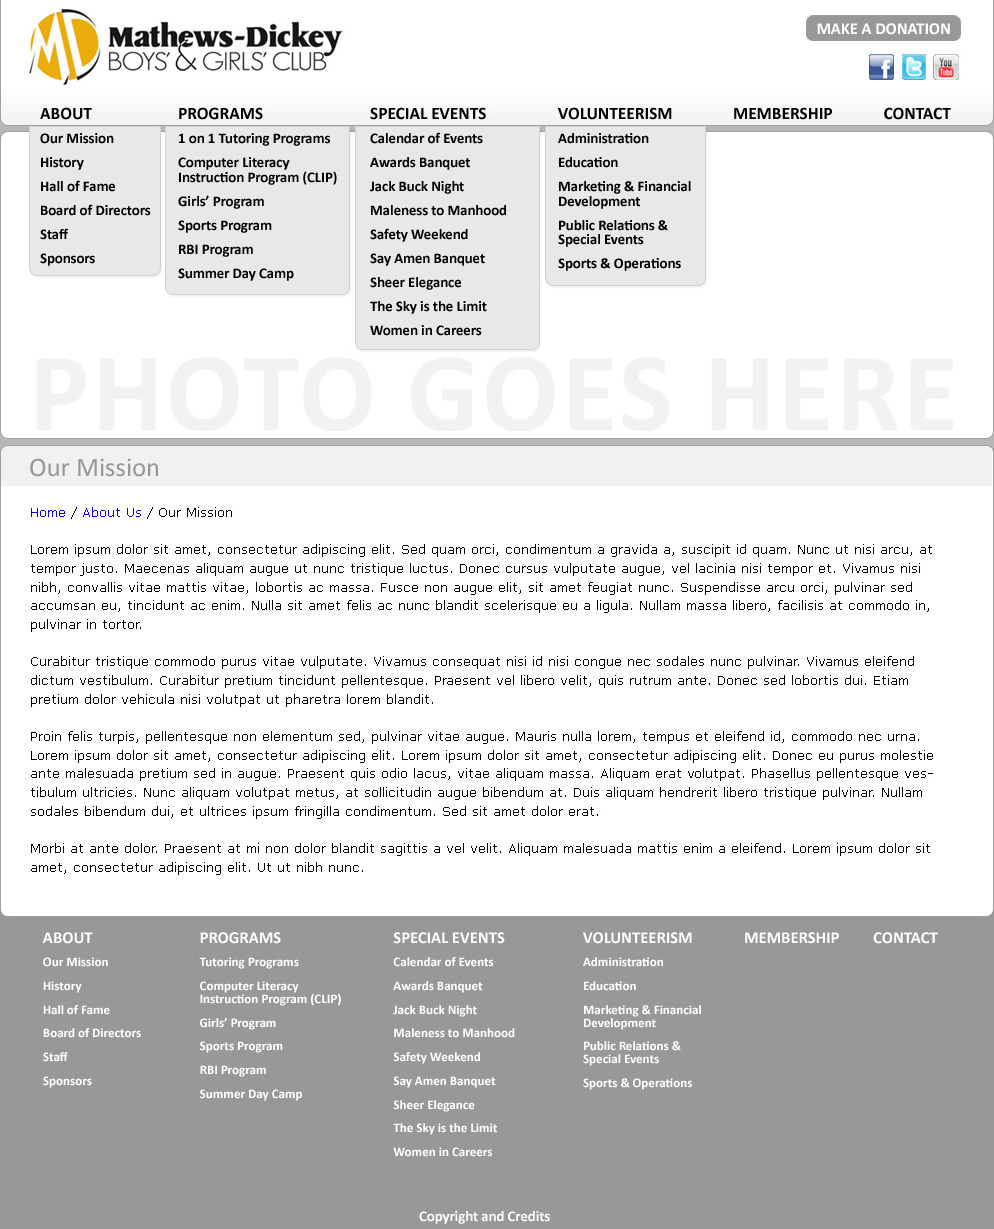 Mathews-Dickey
BOYS' & GIRLS' CLUB
MAKE A DONATION
You
Tube
ABOUT
PROGRAMS
SPECIAL EVENTS
VOLUNTEERISM
MEMBERSHIP
CONTACT
Our Mission
History
Hall of Fame
Board of Directors
Staff
Sponsors
1 on 1 Tutoring Programs
Computer Literacy
Instruction Program (CLIP)
Girls’ Program
Sports Program
RBI Program
Summer Day Camp
Calendar of Events
Awards Banquet
Jack Buck Night
Maleness to Manhood
Safety Weekend
Say Amen Banquet
Sheer Elegance
The Sky is the Limit
Women in Careers
Administration
Education
Marketing & Financial
Development
Public Relations &
Special Events
Sports & Operations
PHOTO GOES HERE
Our Mission
Home / About Us / Our Mission
Lorem ipsum dolor sit amet, consectetur adipiscing elit. Sed quam orci, condimentum a gravida a, suscipit id quam. Nunc ut nisi arcu, at
tempor justo. Maecenas aliquam augue ut nunc tristique luctus. Donec cursus vulputate augue, vel lacinia nisi tempor et. Vivamus nisi
nibh, convallis vitae mattis vitae, lobortis ac massa. Fusce non augue elit, sit amet feugiat nunc. Suspendisse arcu orci, pulvinar sed
accumsan eu, tincidunt ac enim. Nulla sit amet felis ac nunc blandit scelerisque eu a ligula. Nullam massa libero, facilisis at commodo in,
pulvinar in tortor.
Curabitur tristique commodo purus vitae vulputate. Vivamus consequat nisi id nisi congue nec sodales nunc pulvinar. Vivamus eleifend
dictum vestibulum. Curabitur pretium tincidunt pellentesque. Praesent vel libero velit, quis rutrum ante. Donec sed lobortis dui. Etiam
pretium dolor vehicula nisi volutpat ut pharetra lorem blandit.
Proin felis turpis, pellentesque non elementum sed, pulvinar vitae augue. Mauris nulla lorem, tempus et eleifend id, commodo nec urna.
Lorem ipsum dolor sit amet, consectetur adipiscing elit. Lorem ipsum dolor sit amet, consectetur adipiscing elit. Donec eu purus molestie
ante malesuada pretium sed in augue. Praesent quis odio lacus, vitae aliquam massa. Aliquam erat volutpat. Phasellus pellentesque ves-
tibulum ultricies. Nunc aliquam volutpat metus, at sollicitudin augue bibendum at. Duis aliquam hendrerit libero tristique pulvinar. Nullam
sodales bibendum dui, et ultrices ipsum fringilla condimentum. Sed sit amet dolor erat.
Morbi at ante dolor. Praesent at mi non dolor blandit sagittis a vel velit. Aliquam malesuada mattis enim a eleifend. Lorem ipsum dolor sit
amet, consectetur adipiscing elit. Ut ut nibh nunc.
ABOUT
Our Mission
History
Hall of Fame
Board of Directors
Staff
Sponsors
PROGRAMS
Tutoring Programs
Computer Literacy
Instruction Program (CLIP)
Girls’ Program
Sports Program
RBI Program
Summer Day Camp
SPECIAL EVENTS
Calendar of Events
Awards Banquet
Jack Buck Night
Maleness to Manhood
Safety Weekend
Say Amen Banquet
Sheer Elegance
The Sky is the Limit
Women in Careers
VOLUNTEERISM
Administration
Education
Marketing & Financial
Development
Public Relations &
Special Events
Sports & Operations
MEMBERSHIP
CONTACT
Copyright and Credits